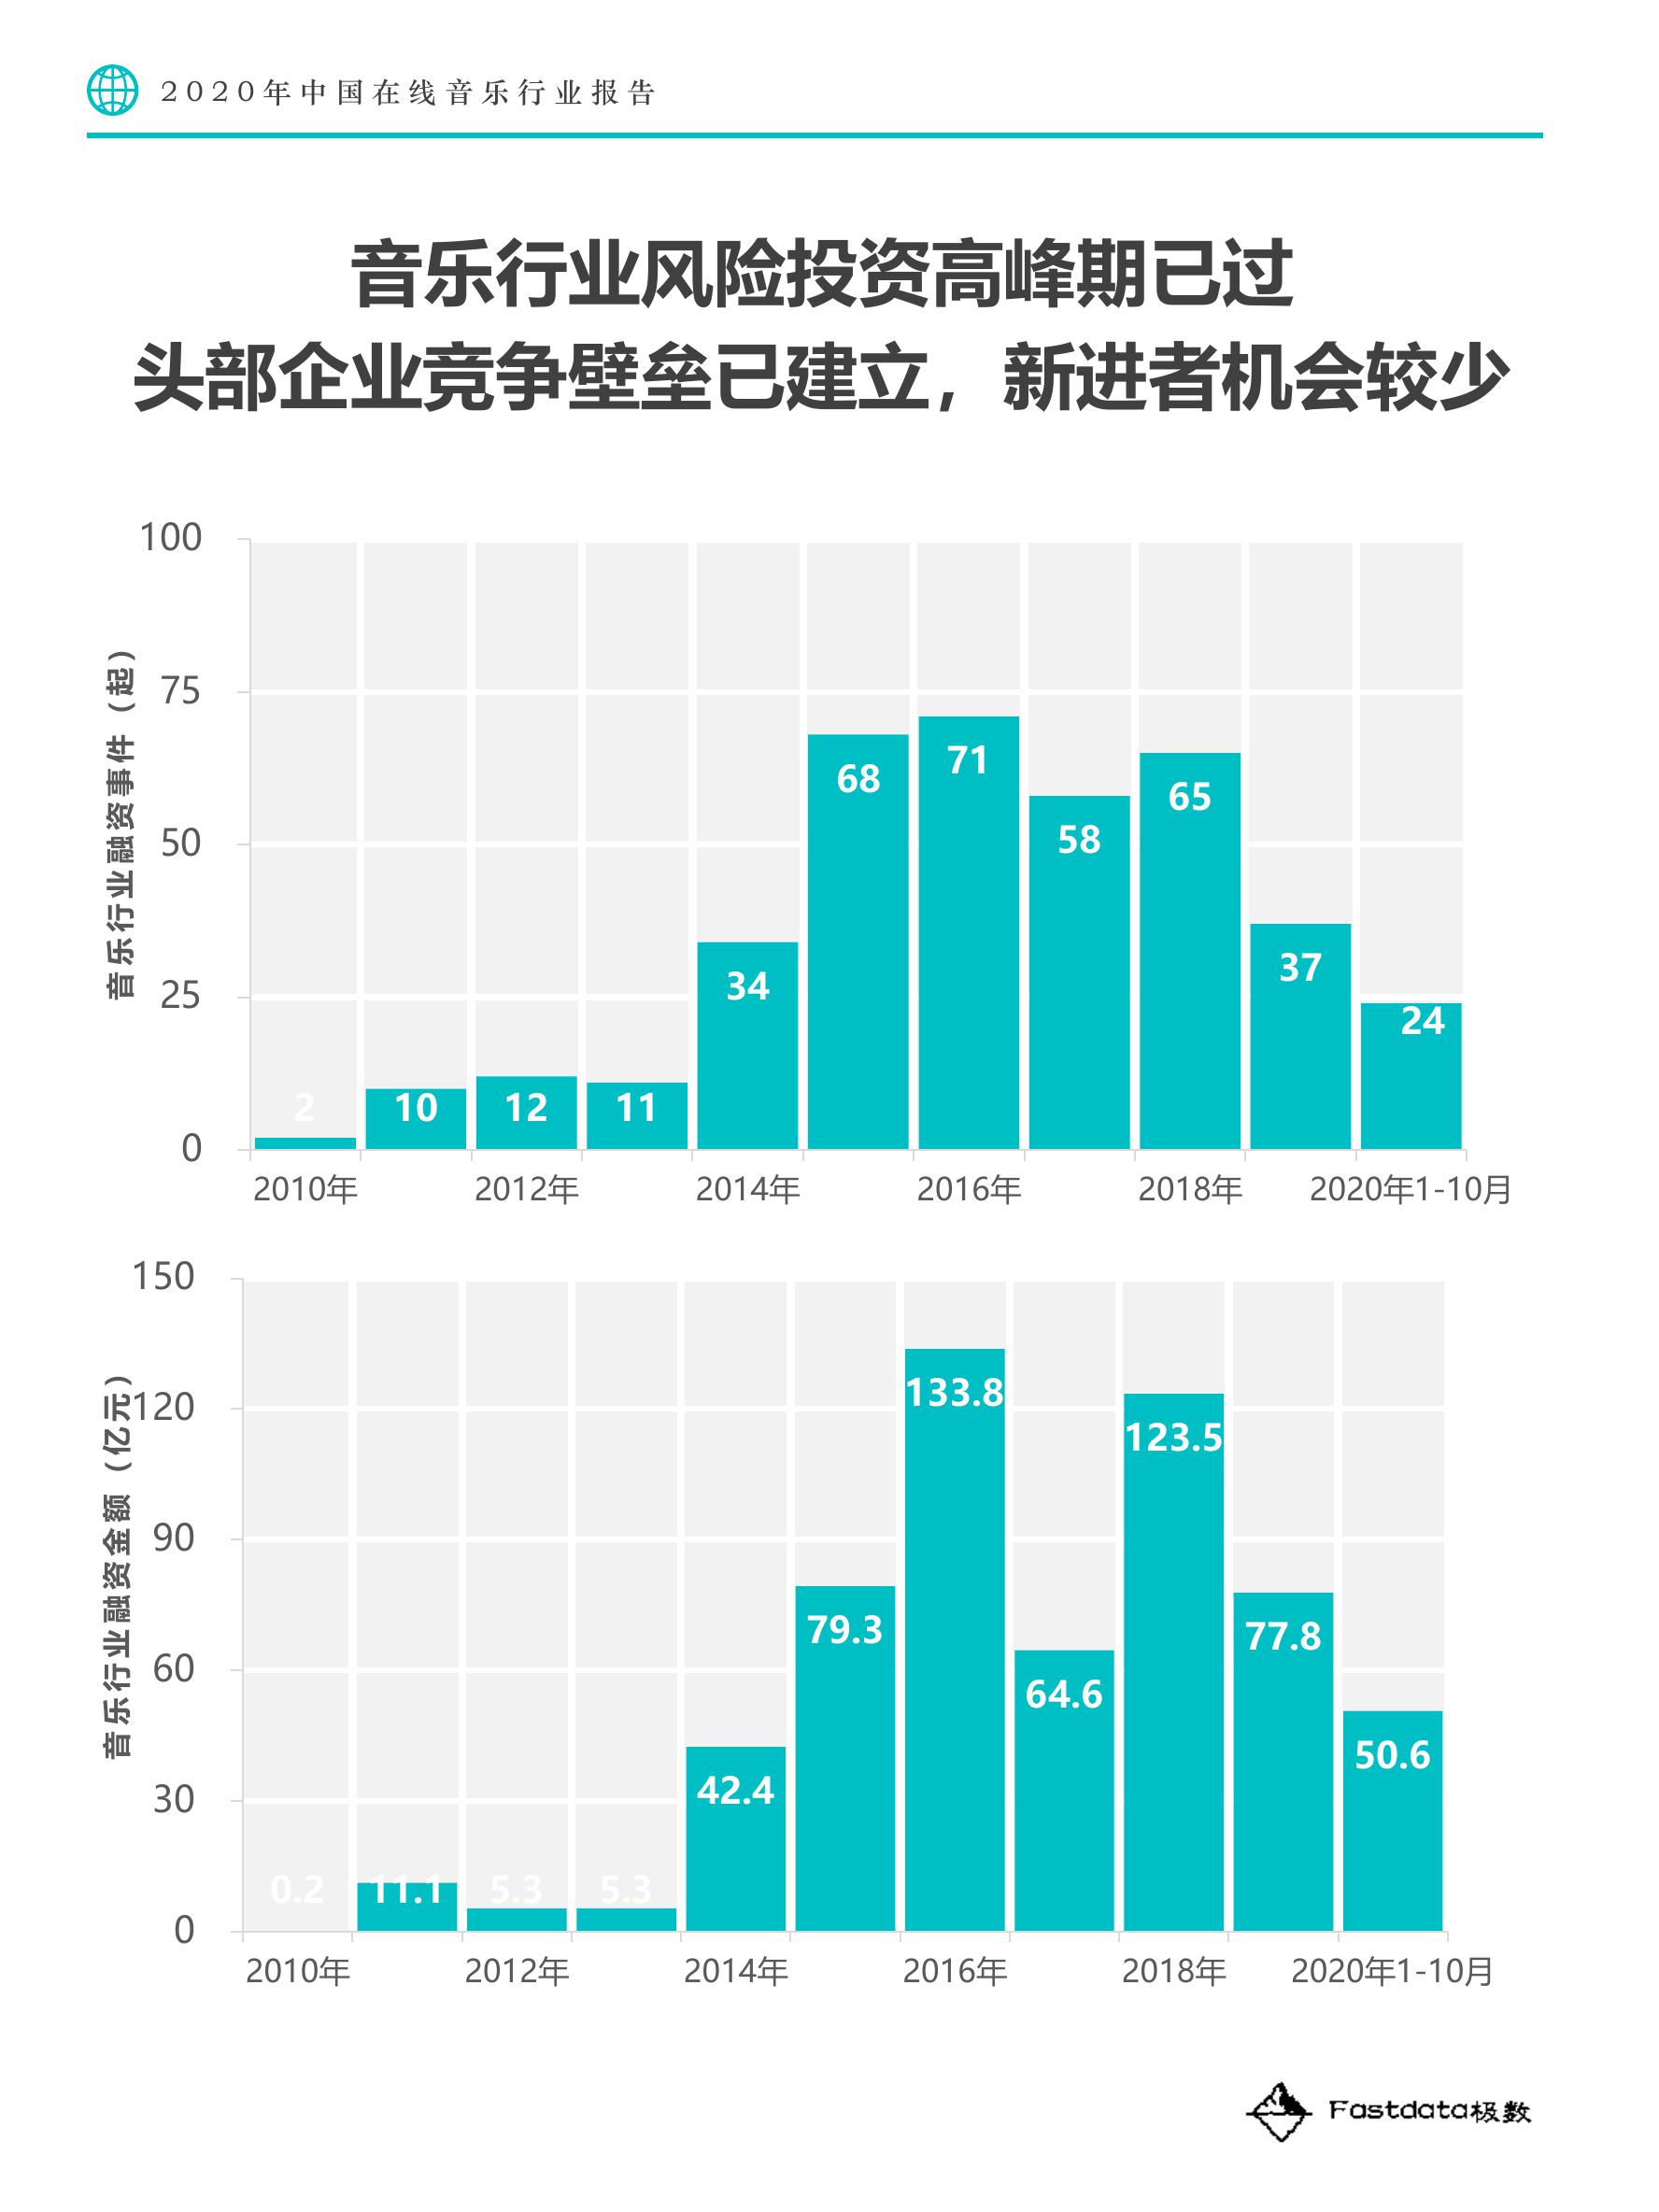 2020年中国在线音乐行业报告
音乐行业风险投资高峰期已过
头部企业竞争壁垒已建立，新进者机会较少
音乐行业融资事件（起）
100
75
50
25
0
2
10
12
11
34
68
71
58
65
37
24
2010年
2012年
2014年
2016年
2018年
2020年1-10月
音乐行业融资金额（亿元）
150
120
90
60
30
0
0.2
11.1
5.3
5.3
42.4
79.3
133.8
64.6
123.5
77.8
50.6
2010年
2012年
2014年
2016年
2018年
2020年1-10月
Fastdata极数